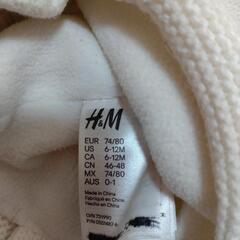 H&M
EUR 74/80
US 6-12M
CA 6-12M
CN 46-48
MX 74/80
AUS 0-1
Made in China
Fabriqué en Chine
Hecho en China